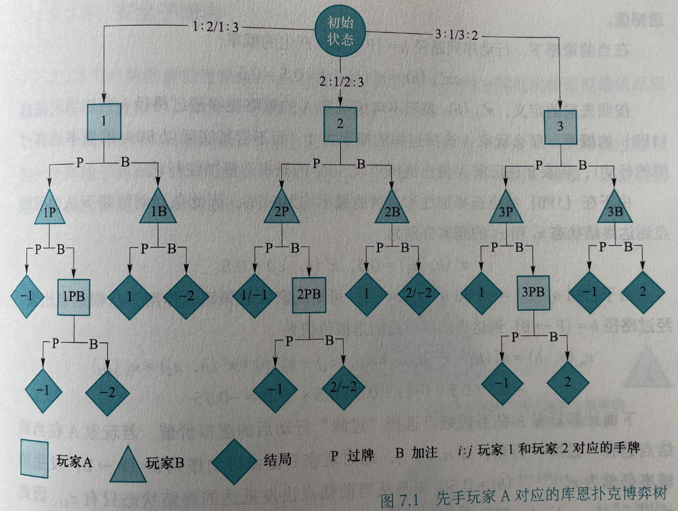 初始
状态
1:2/1:3
3:1/3:2
2:1/2:3
1
2
3
P B P B P B
1P 1B 2P 2B 3P 3B
P B P B P B P B P B P B
−1 1PB 1 −2 1/−1 2PB 1 2/−2 1 3PB −1 2
P B P B P B
−1 −2 −1 2/−2 −1 2
玩家A 玩家B 结局 P 过牌 B 加注 i:j 玩家 1 和玩家 2 对应的手牌
图 7.1 先手玩家 A 对应的库恩扑克博弈树